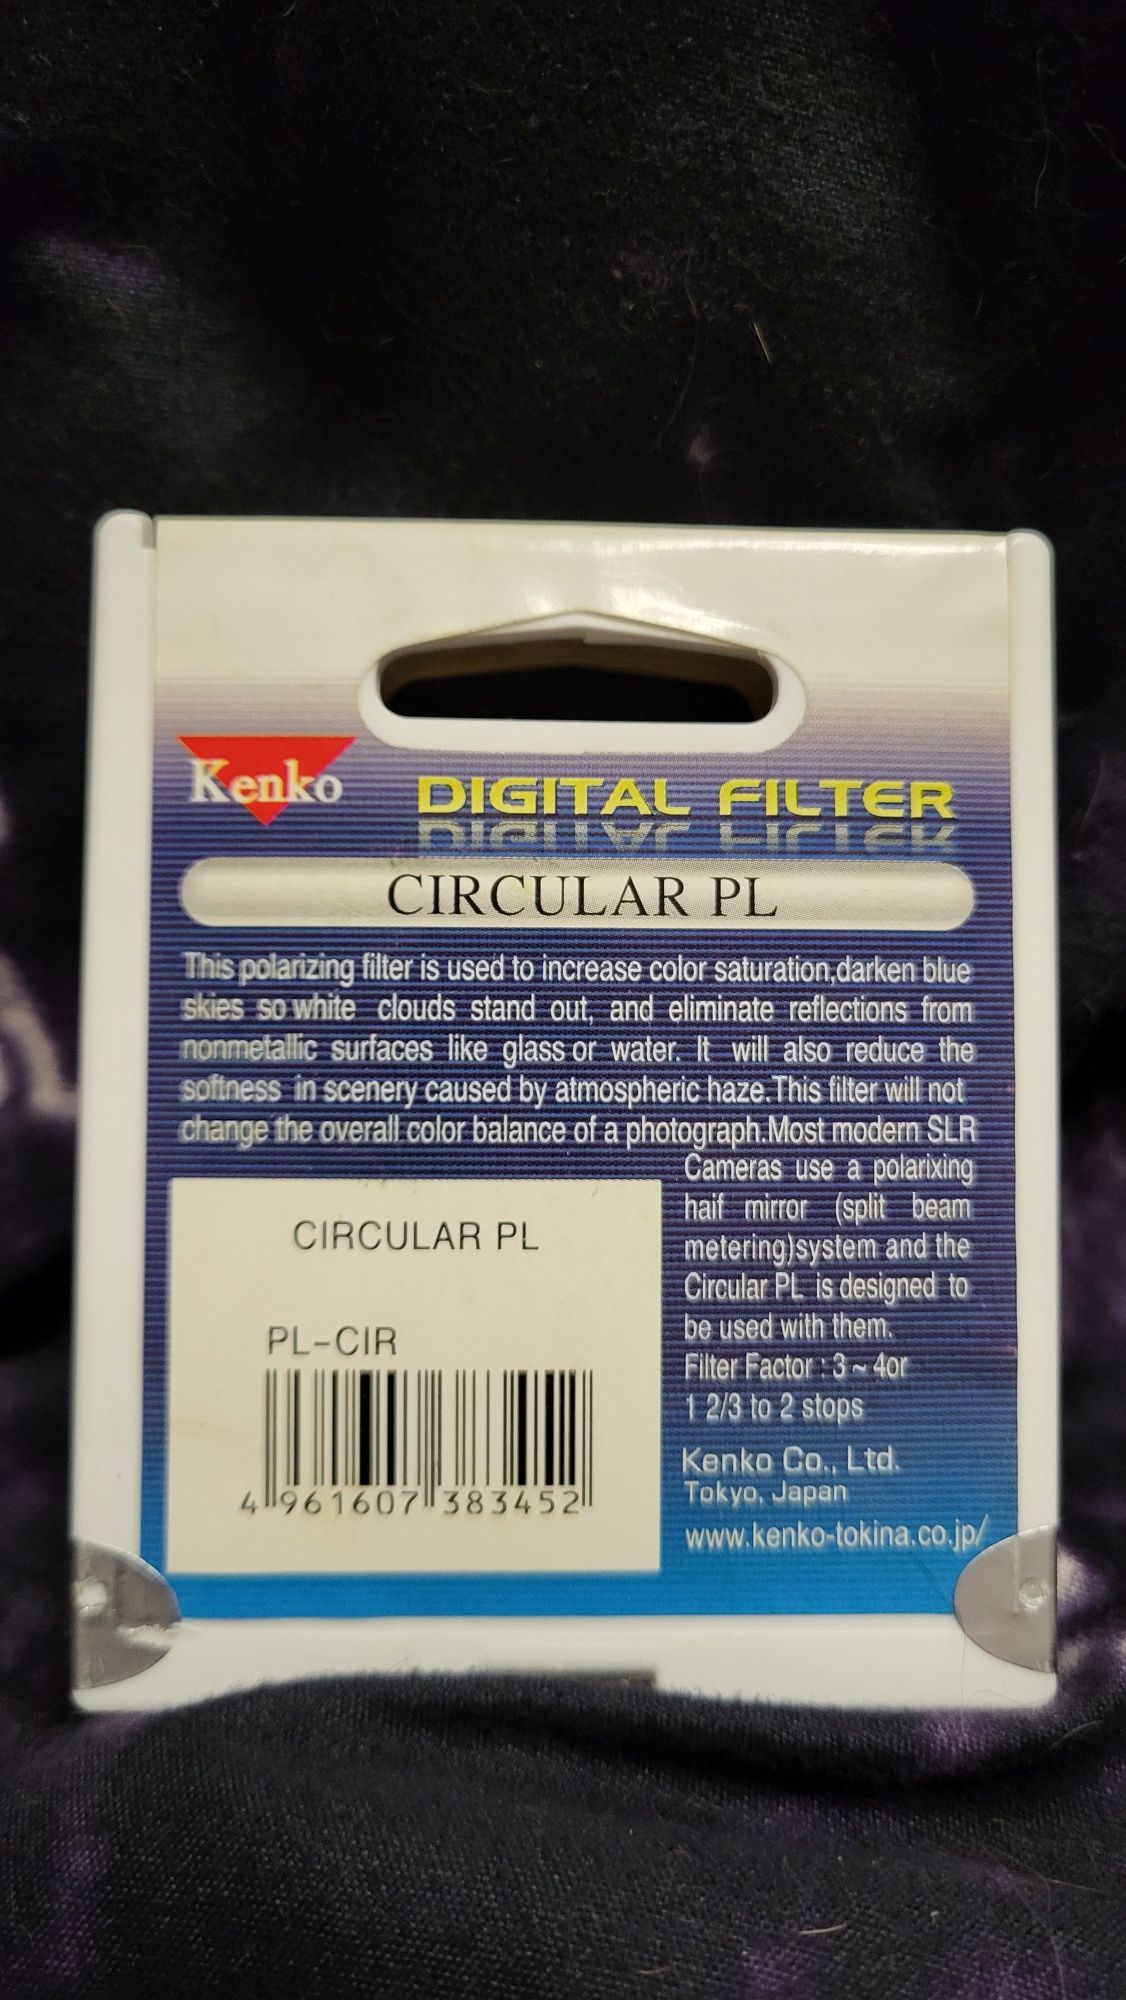 Kenko
DIGITAL FILTER
CIRCULAR PL
This polarizing filter is used to increase color saturation,darken blue
skies so white clouds stand out, and eliminate reflections from
nonmetallic surfaces like glass or water. It will also reduce the
softness in scenery caused by atmospheric haze.This filter will not
change the overall color balance of a photograph.Most modern SLR
Cameras use a polarixing
haif mirror (split beam
metering)system and the
Circular PL is designed to
be used with them.
Filter Factor : 3 ~ 4or
1 2/3 to 2 stops
Kenko Co., Ltd.
Tokyo, Japan
www.kenko-tokina.co.jp/
CIRCULAR PL
PL-CIR
4 961607 383452